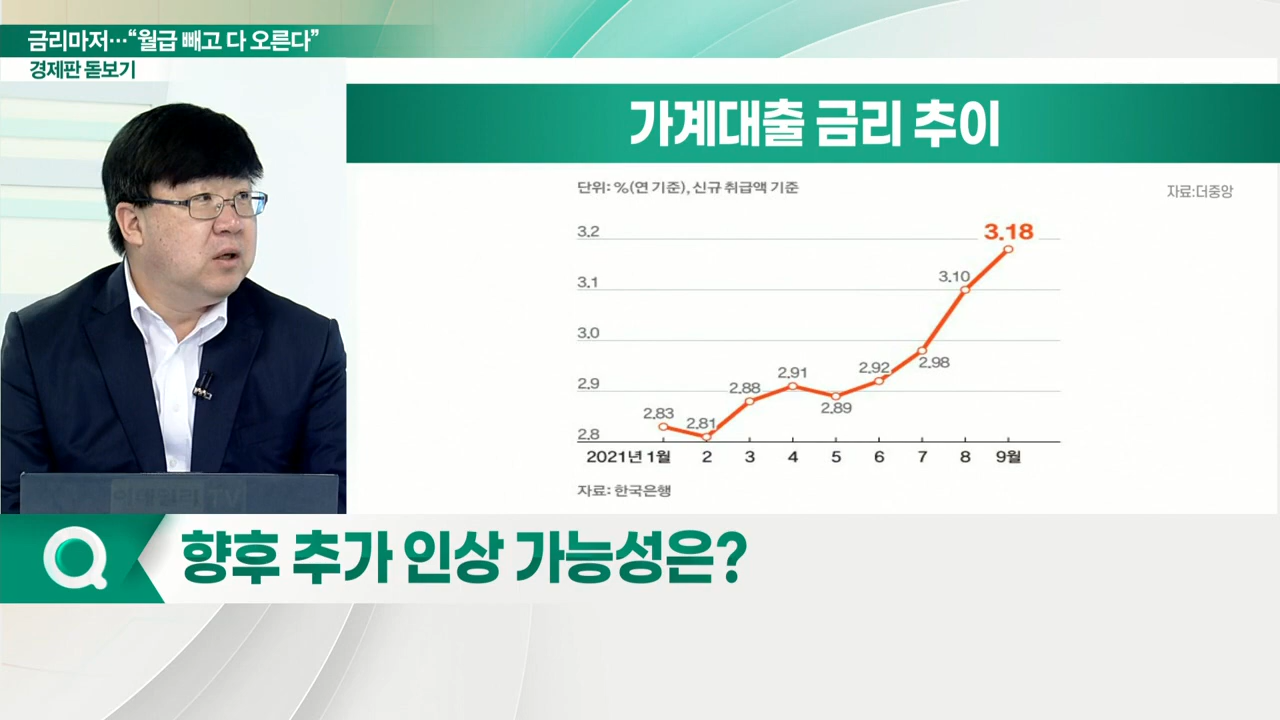 금리마저…“월급 빼고 다 오른다”
경제판 돋보기
가계대출 금리 추이
단위: %(연 기준), 신규 취급액 기준
자료:더중앙
3.2
3.1
3.0
2.9
2.8
2.83
2.81
2.88
2.91
2.89
2.92
2.98
3.10
3.18
2021년 1월 2 3 4 5 6 7 8 9월
자료: 한국은행
이데일리 TV
향후 추가 인상 가능성은?